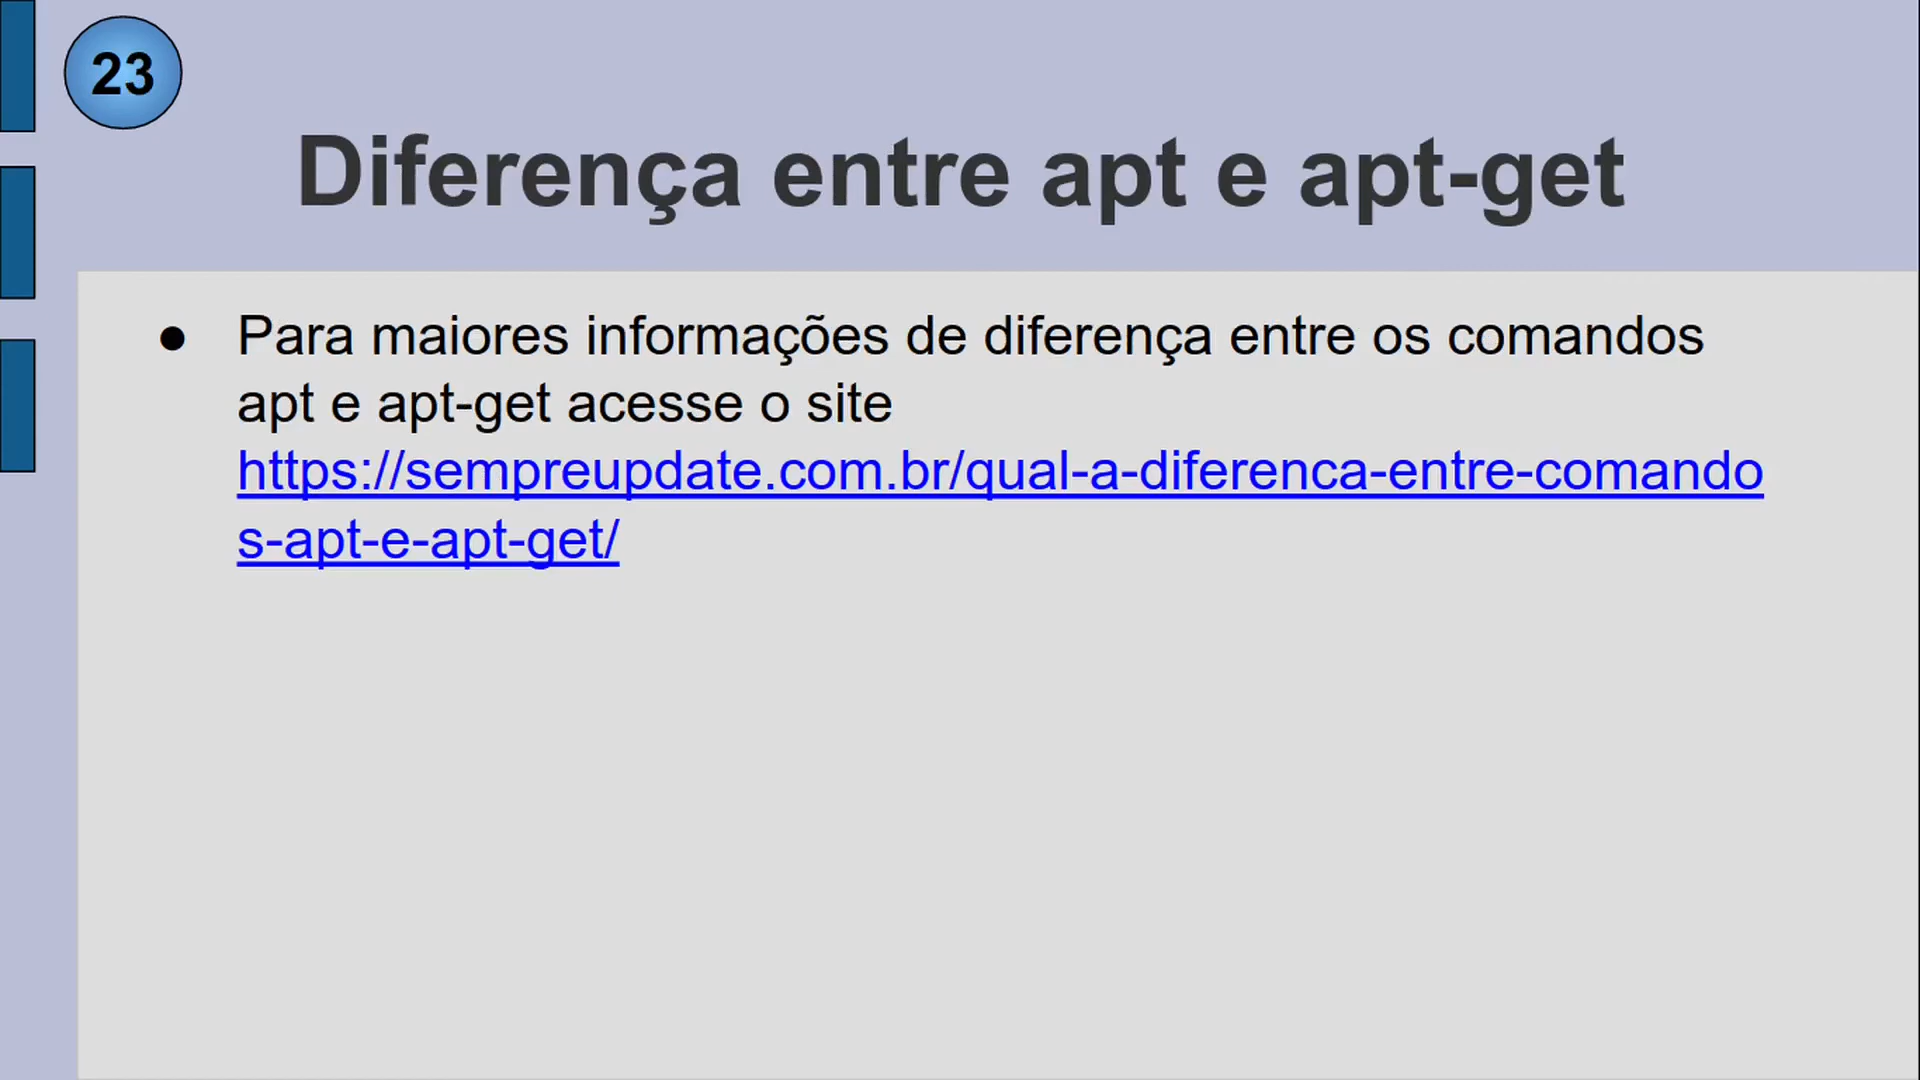 23
Diferença entre apt e apt-get
● Para maiores informações de diferença entre os comandos
apt e apt-get acesse o site
https://sempreupdate.com.br/qual-a-diferenca-entre-comando
s-apt-e-apt-get/